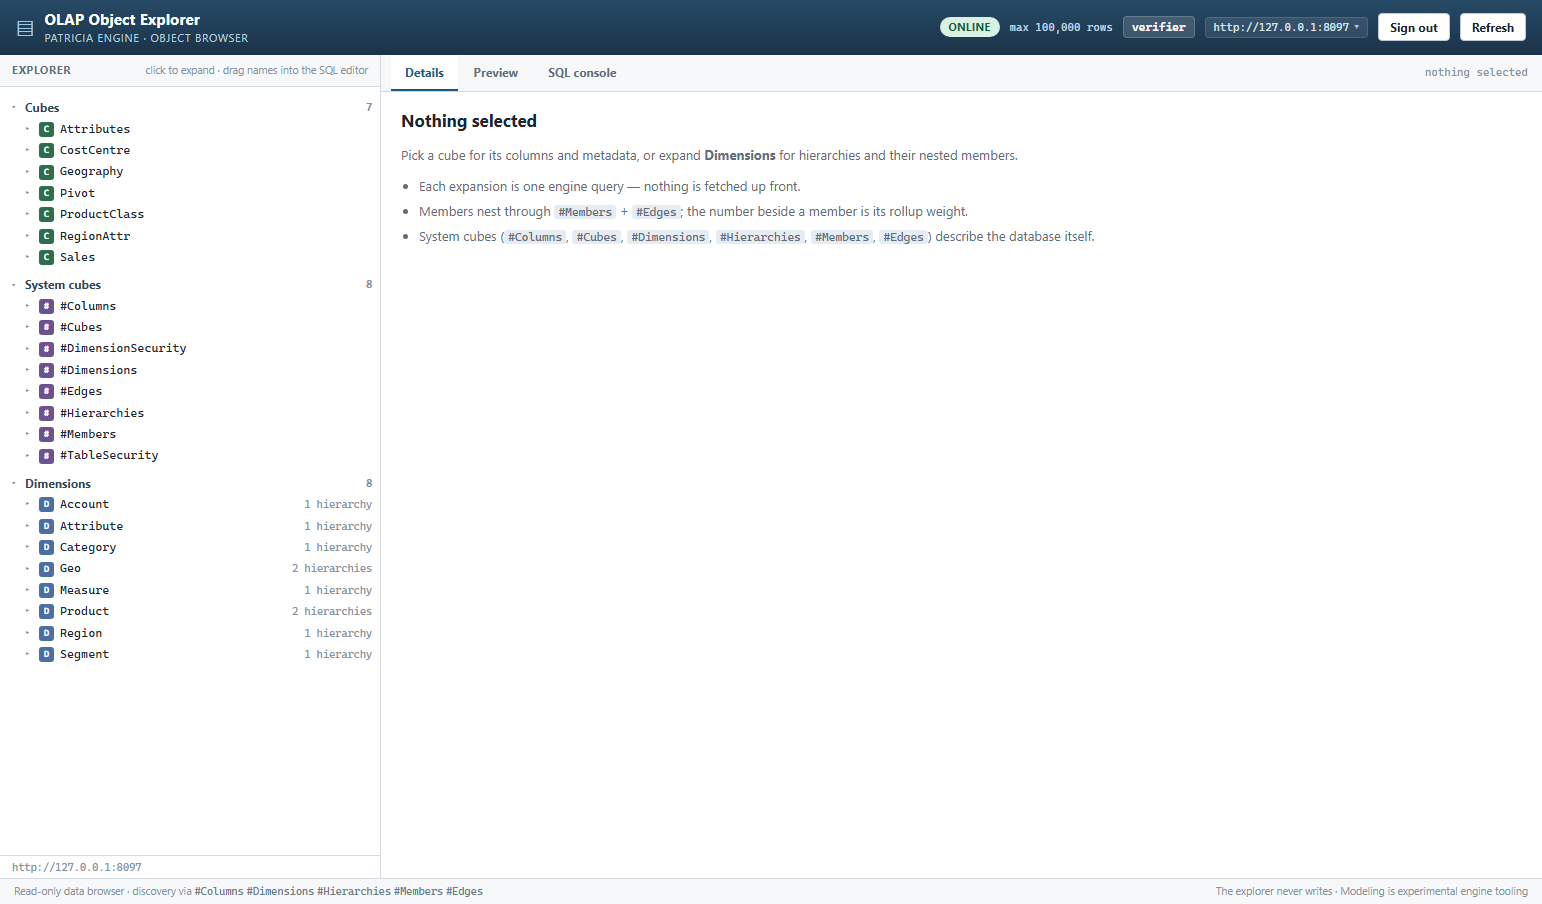 OLAP Object Explorer
PATRICIA ENGINE · OBJECT BROWSER
ONLINE
max 100,000 rows
verifier
http://127.0.0.1:8097
Sign out
Refresh
EXPLORER
click to expand · drag names into the SQL editor
Cubes 7
C Attributes
C CostCentre
C Geography
C Pivot
C ProductClass
C RegionAttr
C Sales
System cubes 8
# #Columns
# #Cubes
# #DimensionSecurity
# #Dimensions
# #Edges
# #Hierarchies
# #Members
# #TableSecurity
Dimensions 8
D Account 1 hierarchy
D Attribute 1 hierarchy
D Category 1 hierarchy
D Geo 2 hierarchies
D Measure 1 hierarchy
D Product 2 hierarchies
D Region 1 hierarchy
D Segment 1 hierarchy
http://127.0.0.1:8097
Details
Preview
SQL console
nothing selected
Nothing selected
Pick a cube for its columns and metadata, or expand Dimensions for hierarchies and their nested members.
• Each expansion is one engine query — nothing is fetched up front.
• Members nest through #Members + #Edges; the number beside a member is its rollup weight.
• System cubes (#Columns, #Cubes, #Dimensions, #Hierarchies, #Members, #Edges) describe the database itself.
Read-only data browser · discovery via #Columns #Dimensions #Hierarchies #Members #Edges
The explorer never writes · Modeling is experimental engine tooling